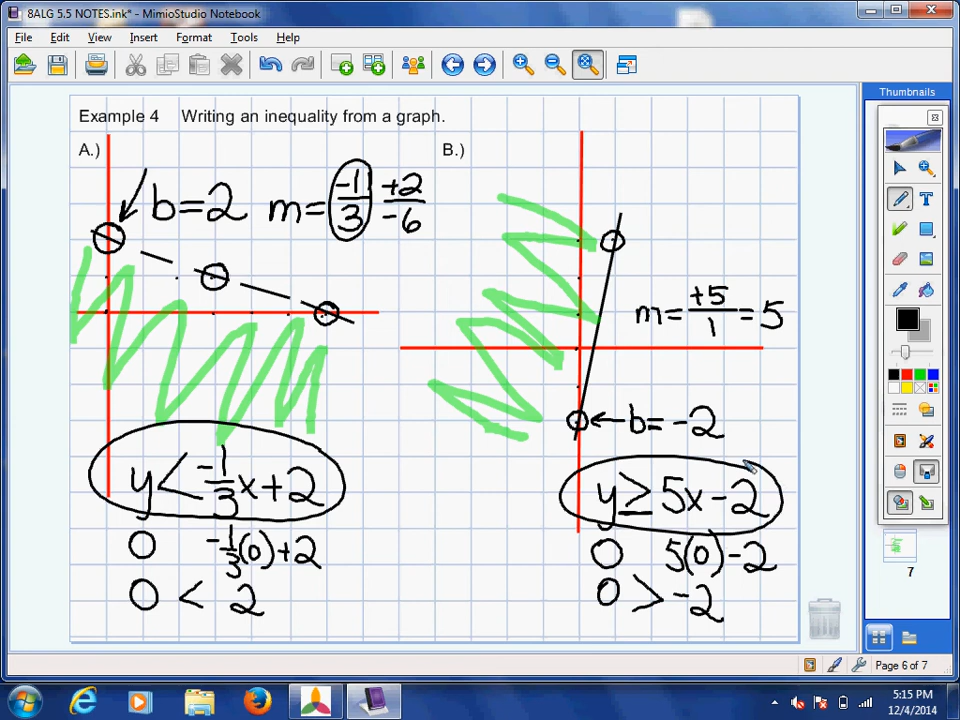 8ALG 5.5 NOTES.ink* - MimioStudio Notebook
File Edit View Insert Format Tools Help
Thumbnails
Example 4 Writing an inequality from a graph.
A.)
b=2 m= -1/3 +2/-6
y < -1/3 x + 2
0 -1/3 (0) + 2
0 < 2
B.)
m= +5/1 = 5
b= -2
y ≥ 5x - 2
0 5(0) - 2
0 > -2
T
7
Page 6 of 7
5:15 PM
12/4/2014